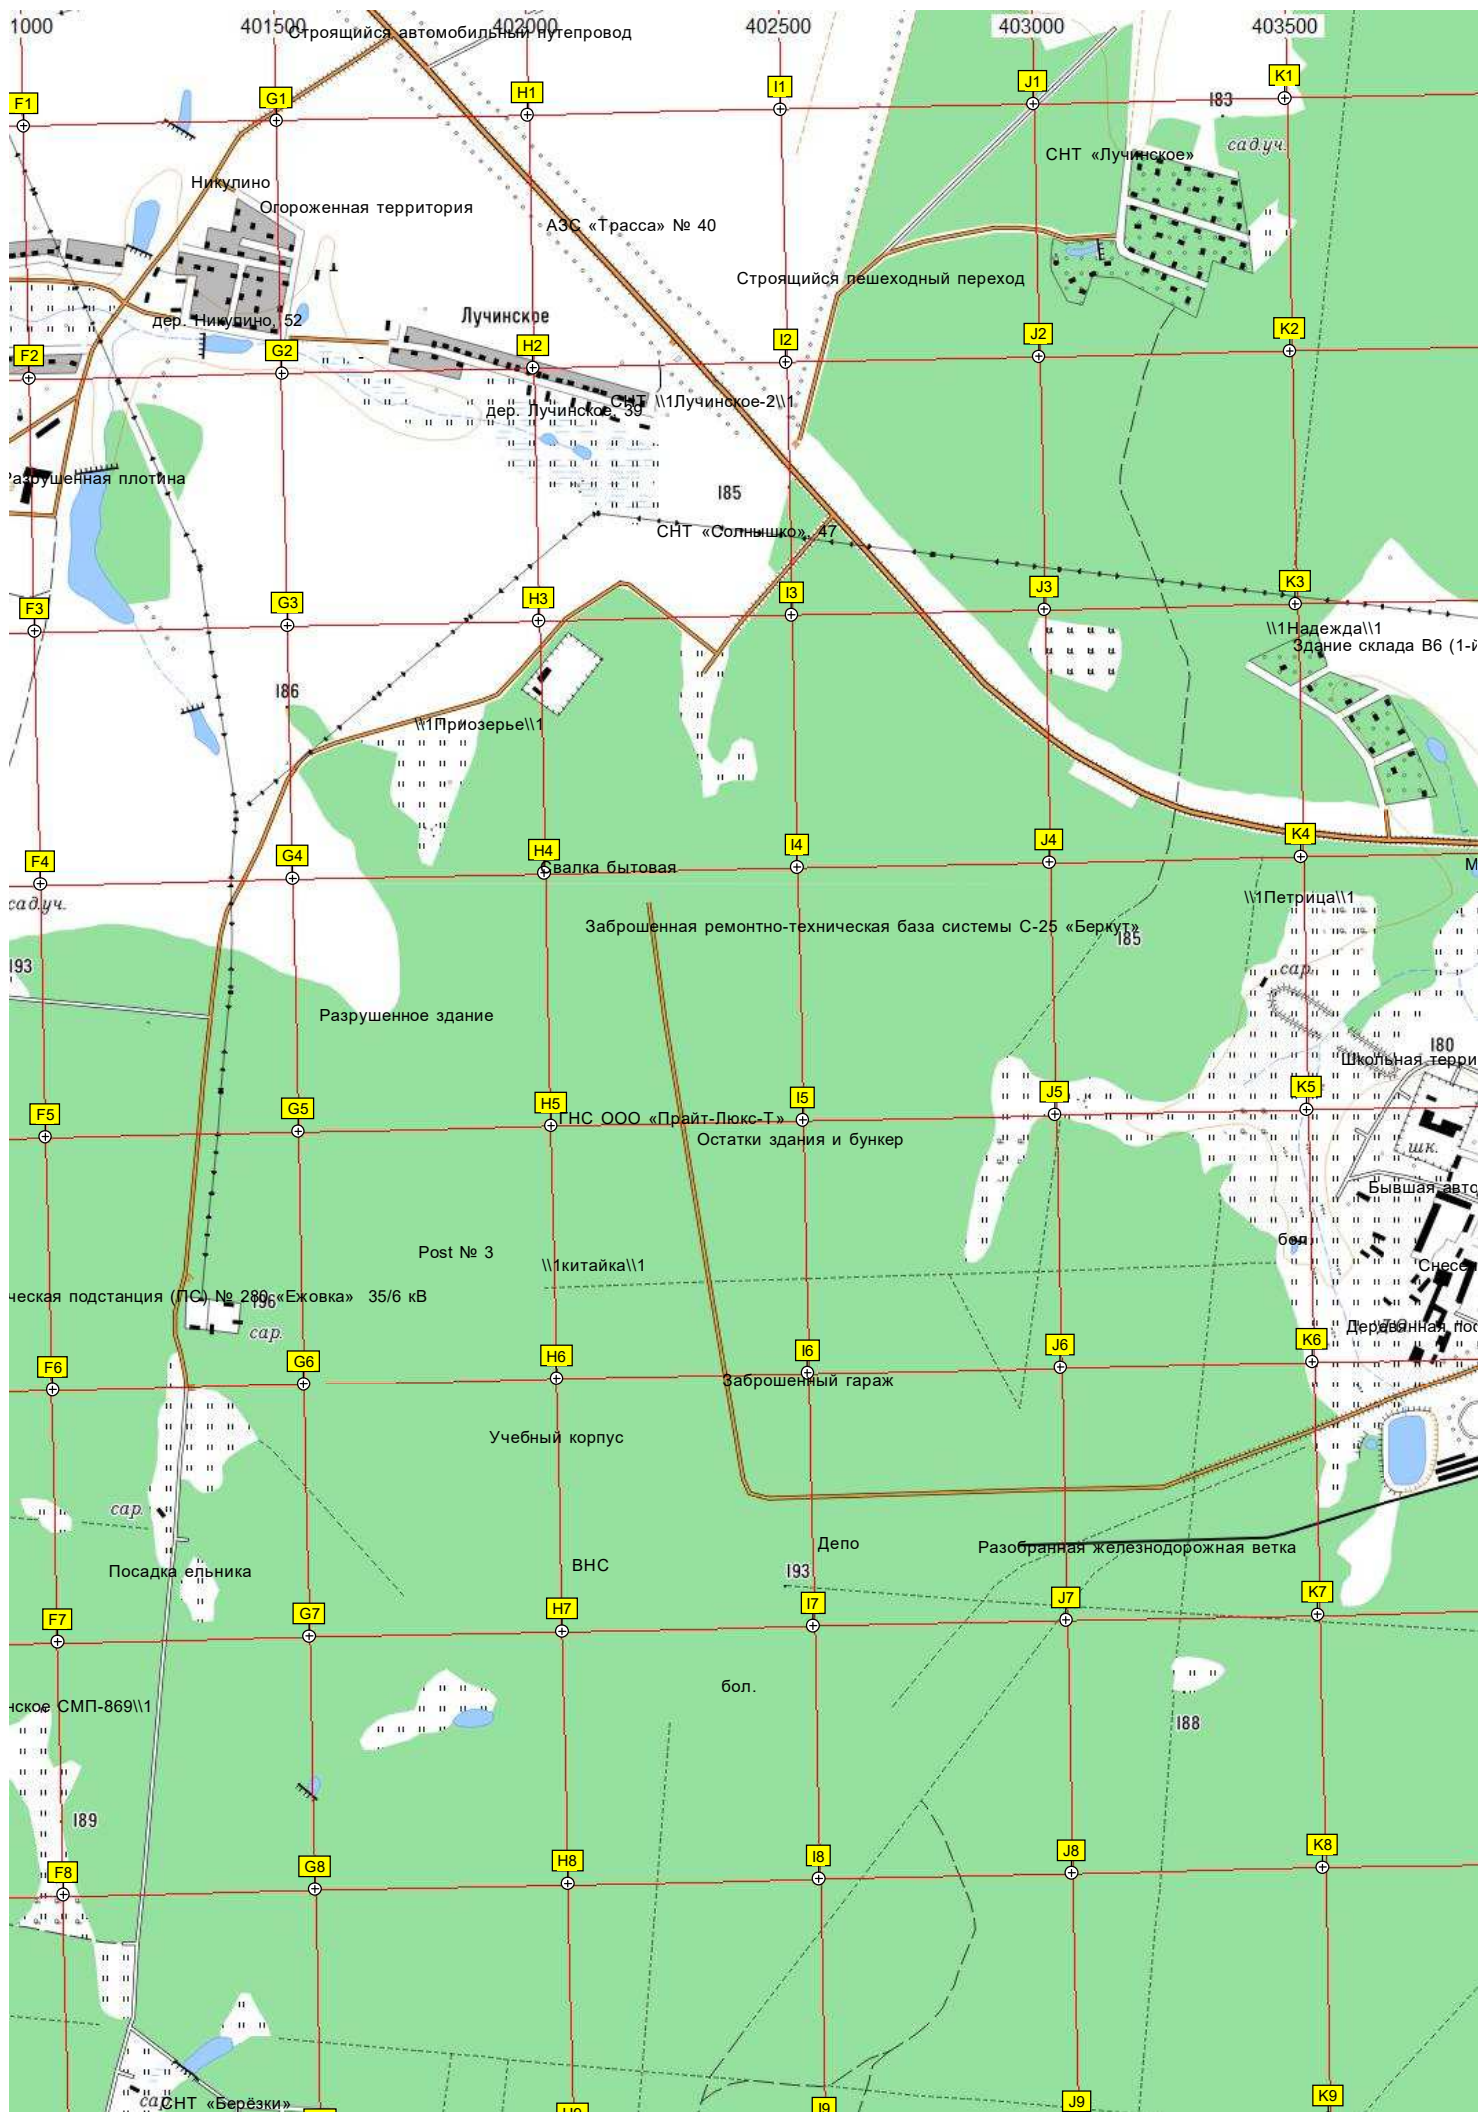 1000 401500 402000 402500 403000 403500
Строящийся автомобильный путепровод
F1 G1 H1 I1 J1 K1
183
сад.уч.
СНТ «Лучинское»
Никулино
Огороженная территория
АЗС «Трасса» № 40
Строящийся пешеходный переход
Лучинское
дер. Никулино, 52
F2 G2 H2 I2 J2 K2
СНТ \\1Лучинское-2\\1
дер. Лучинское, 39
Разрушенная плотина
185
СНТ «Солнышко», 47
F3 G3 H3 I3 J3 K3
\\1Надежда\\1
Здание склада В6 (1-й
186
\\1Приозерье\\1
F4 G4 H4 I4 J4 K4
Свалка бытовая
М
сад.уч.
\\1Петрица\\1
Заброшенная ремонтно-техническая база системы С-25 «Беркут»
185
193
сар.
Разрушенное здание
180
Школьная терри
F5 G5 H5 I5 J5 K5
ГНС ООО «Прайт-Люкс-Т»
Остатки здания и бункер
шк.
Бывшая авто
бол.
Post № 3
\\1китайка\\1
Снесен
ческая подстанция (ПС) № 280 «Ежовка» 35/6 кВ
196
сар.
Деревянная пос
F6 G6 H6 I6 J6 K6
Заброшенный гараж
Учебный корпус
сар.
Депо
Разобранная железнодорожная ветка
ВНС
Посадка ельника
193
F7 G7 H7 I7 J7 K7
бол.
нское СМП-869\\1
188
189
F8 G8 H8 I8 J8 K8
сар.
СНТ «Берёзки»
H9 I9 J9 K9